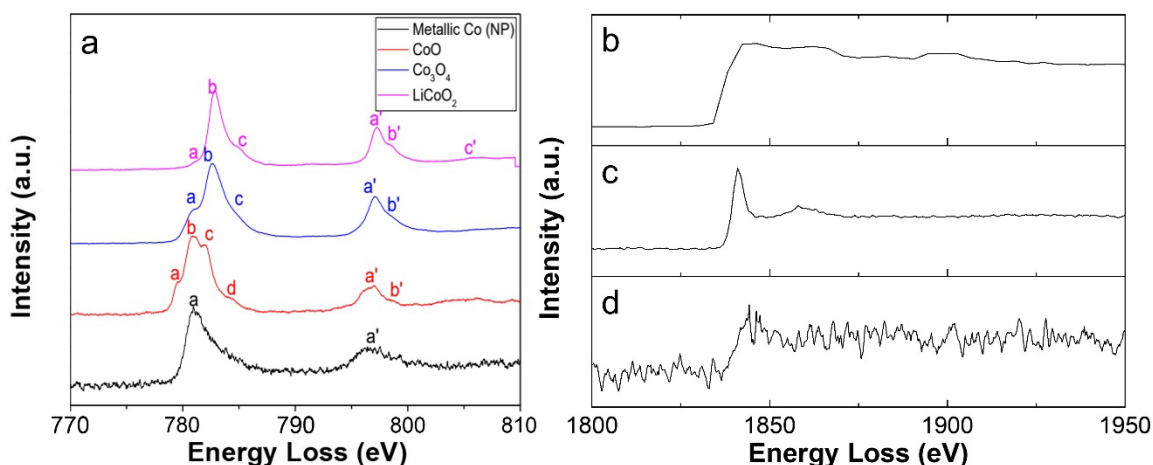 a
Metallic Co (NP)
CoO
Co₃O₄
LiCoO₂
b
a
c
a'
b'
c'
b
a
c
a'
b'
b
a
c
d
a'
b'
a
a'
770 780 790 800 810
Energy Loss (eV)
Intensity (a.u.)
b
c
d
1800 1850 1900 1950
Energy Loss (eV)
Intensity (a.u.)